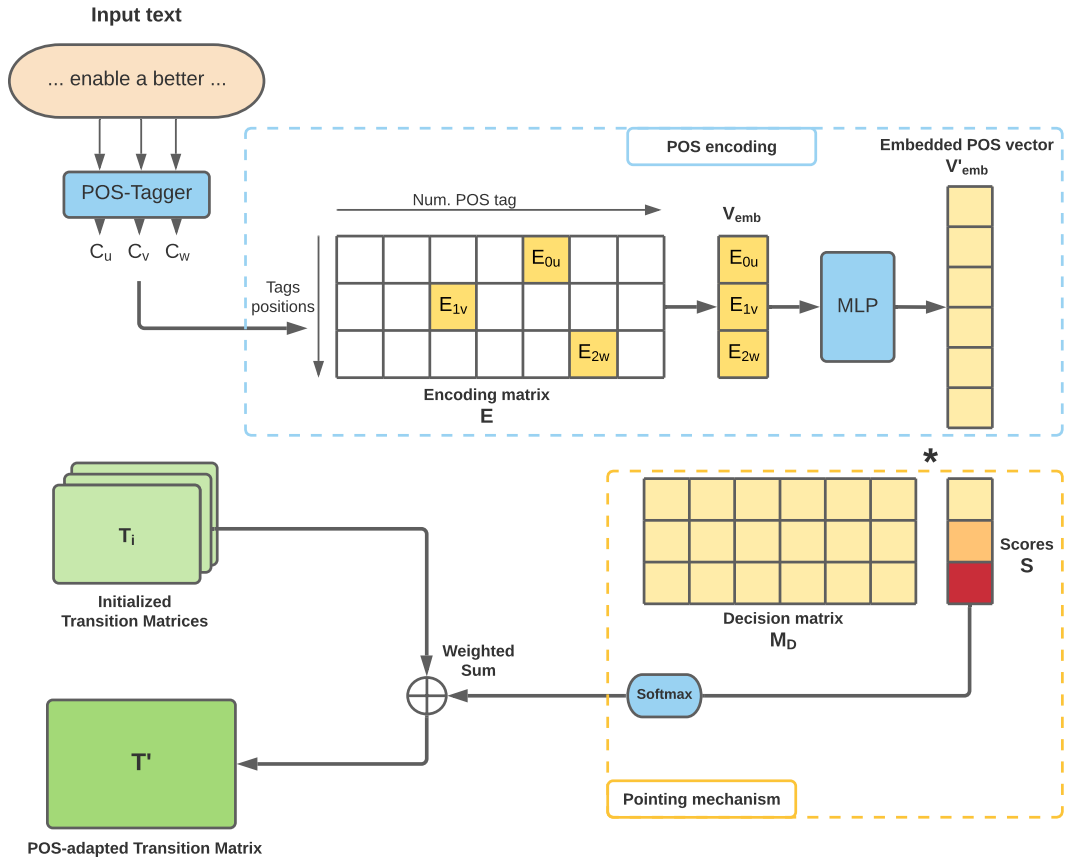 Input text
... enable a better ...
POS-Tagger
Cu Cv Cw
POS encoding
Embedded POS vector
V'emb
Num. POS tag
Vemb
Tags
positions
E0u
E1v
E2w
E0u
E1v
E2w
MLP
Encoding matrix
E
*
Ti
Initialized
Transition Matrices
Scores
S
Decision matrix
MD
Weighted
Sum
Softmax
T'
POS-adapted Transition Matrix
Pointing mechanism